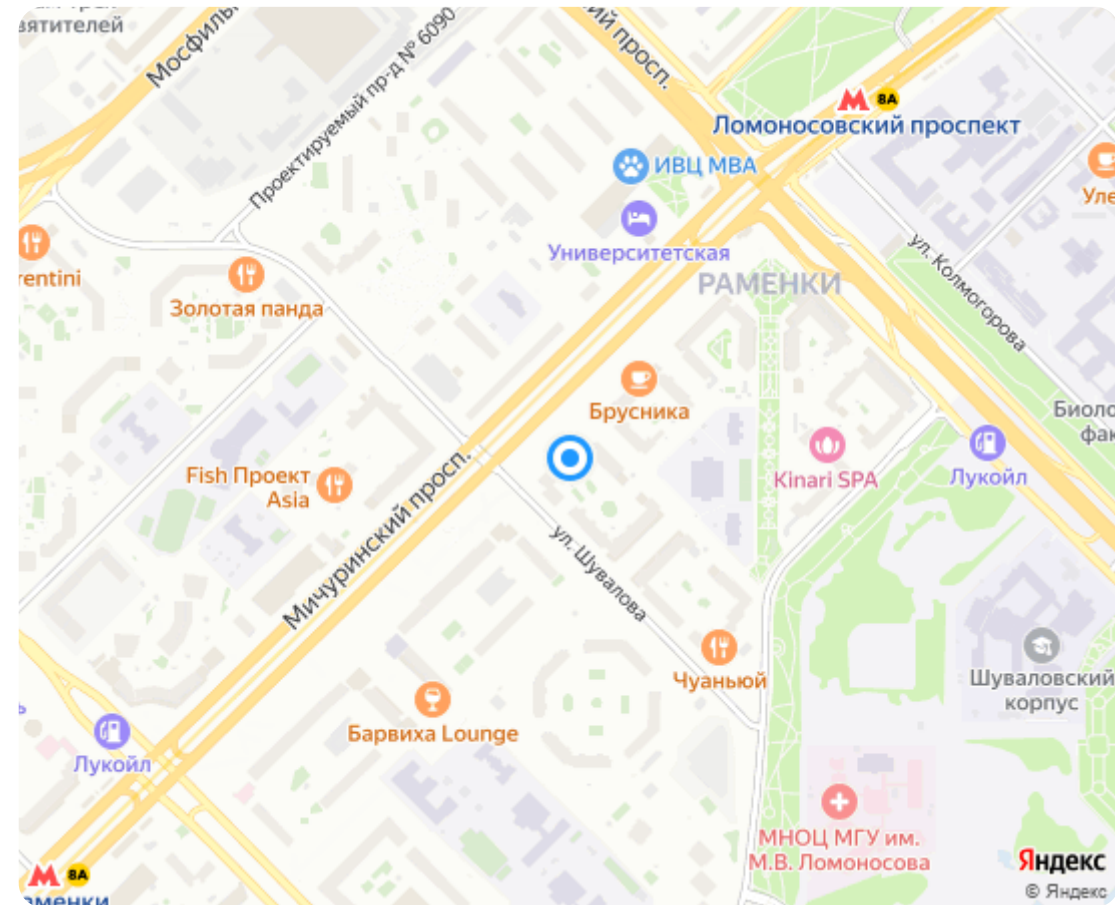 вятителей
Мосфиль
Проектируемый пр-д № 6090
ий просп.
М 8А
Ломоносовский проспект
ИВЦ МВА
Уле
Университетская
РАМЕНКИ
ул. Колмогорова
rentini
Золотая панда
Брусника
Биоло
фак
Fish Проект
Asia
Мичуринский просп.
Kinari SPA
Лукойл
ул. Шувалова
Чуаньюй
Шуваловский
корпус
Барвиха Lounge
Лукойл
МНОЦ МГУ им.
М.В. Ломоносова
М 8А
аменки
Яндекс
© Яндекс